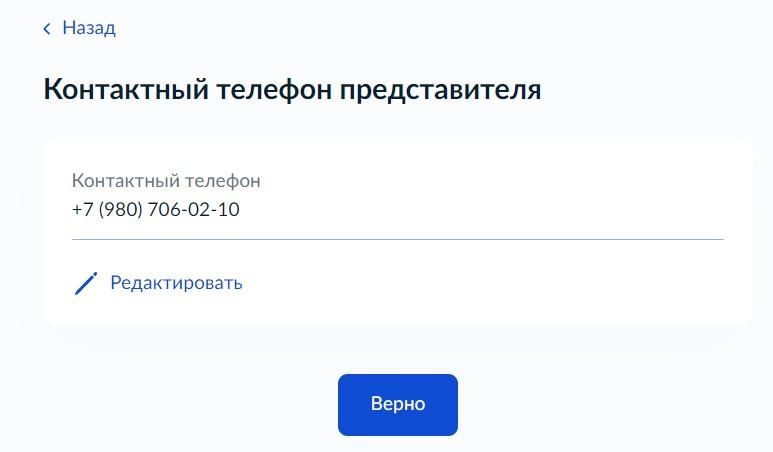 Назад
Контактный телефон представителя
Контактный телефон
+7 (980) 706-02-10
Редактировать
Верно